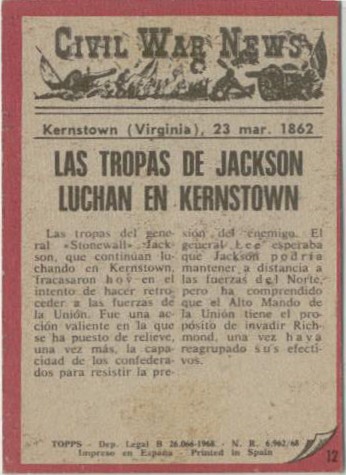 CIVIL WAR NEWS
Kernstown (Virginia), 23 mar. 1862
LAS TROPAS DE JACKSON
LUCHAN EN KERNSTOWN
Las tropas del gene-
ral «Stonewall» Jack-
son, que continúan lu-
chando en Kernstown,
fracasaron hoy en el
intento de hacer retro-
ceder a las fuerzas de
la Unión. Fue una ac-
ción valiente en la que
se ha puesto de relieve,
una vez más, la capa-
cidad de los confedera-
dos para resistir la pre-
sión del enemigo. El
general Lee esperaba
que Jackson podría
mantener a distancia a
las fuerzas del Norte,
pero ha comprendido
que el Alto Mando de
la Unión tiene el pro-
pósito de invadir Rich-
mond, una vez haya
reagrupado sus efecti-
vos.
TOPPS - Dep. Legal B 26.066-1968 - N. R. 6.962/68
Impreso en España - Printed in Spain
12